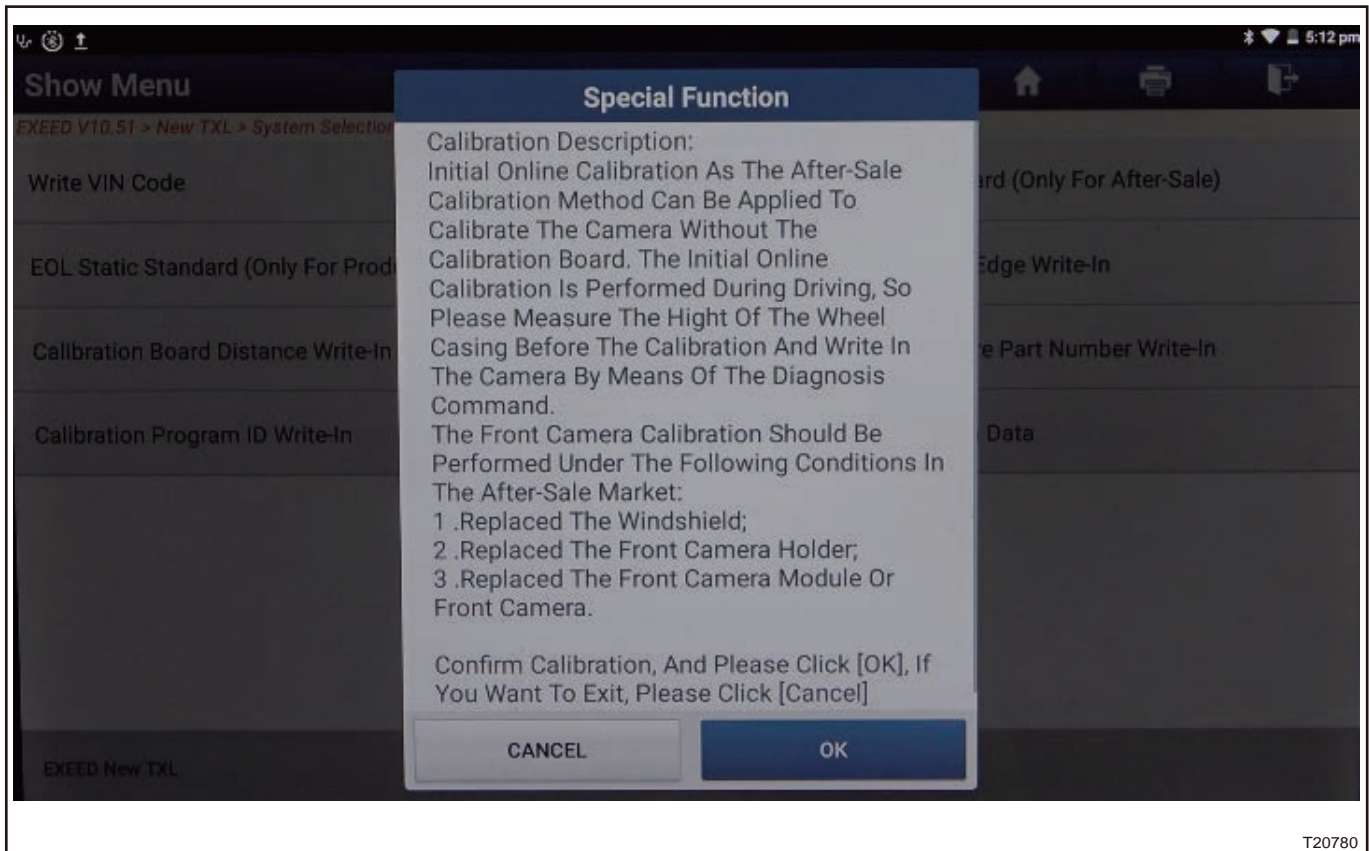 5:12 pm
Show Menu
Special Function
EXEED V10.51 > New TXL > System Selection
Calibration Description:
Initial Online Calibration As The After-Sale
Calibration Method Can Be Applied To
Calibrate The Camera Without The
Calibration Board. The Initial Online
Calibration Is Performed During Driving, So
Please Measure The Hight Of The Wheel
Casing Before The Calibration And Write In
The Camera By Means Of The Diagnosis
Command.
The Front Camera Calibration Should Be
Performed Under The Following Conditions In
The After-Sale Market:
1 .Replaced The Windshield;
2 .Replaced The Front Camera Holder;
3 .Replaced The Front Camera Module Or
Front Camera.
Confirm Calibration, And Please Click [OK], If
You Want To Exit, Please Click [Cancel]
CANCEL
OK
Write VIN Code
(Only For After-Sale)
EOL Static Standard (Only For
Edge Write-In
Calibration Board Distance Write-In
Part Number Write-In
Calibration Program ID Write-In
Data
EXEED New TXL
T20780